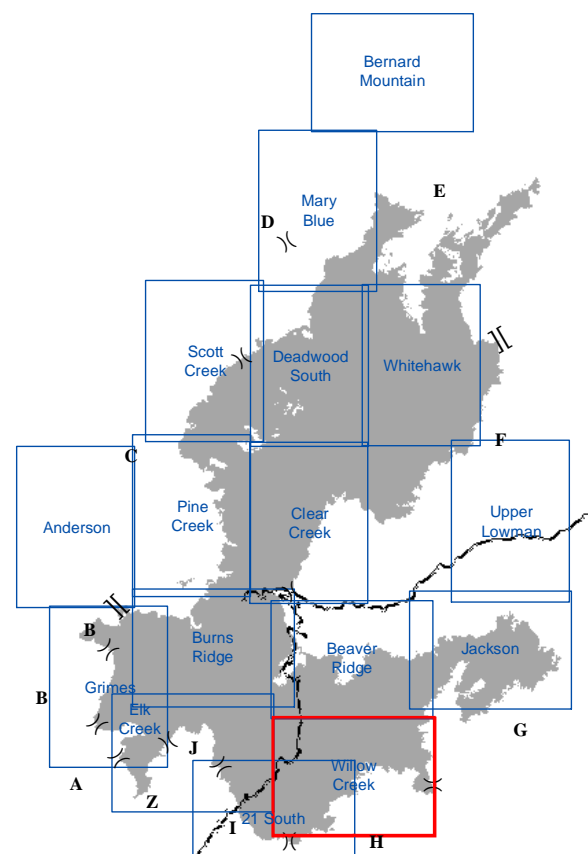 Bernard
Mountain
E
Mary
Blue
D
Scott
Creek
Deadwood
South
Whitehawk
F
C
Anderson
Pine
Creek
Clear
Creek
Upper
Lowman
B
Burns
Ridge
Beaver
Ridge
Jackson
B
Grimes
Elk
Creek
G
J
Willow
Creek
A
Z
I
21 South
H